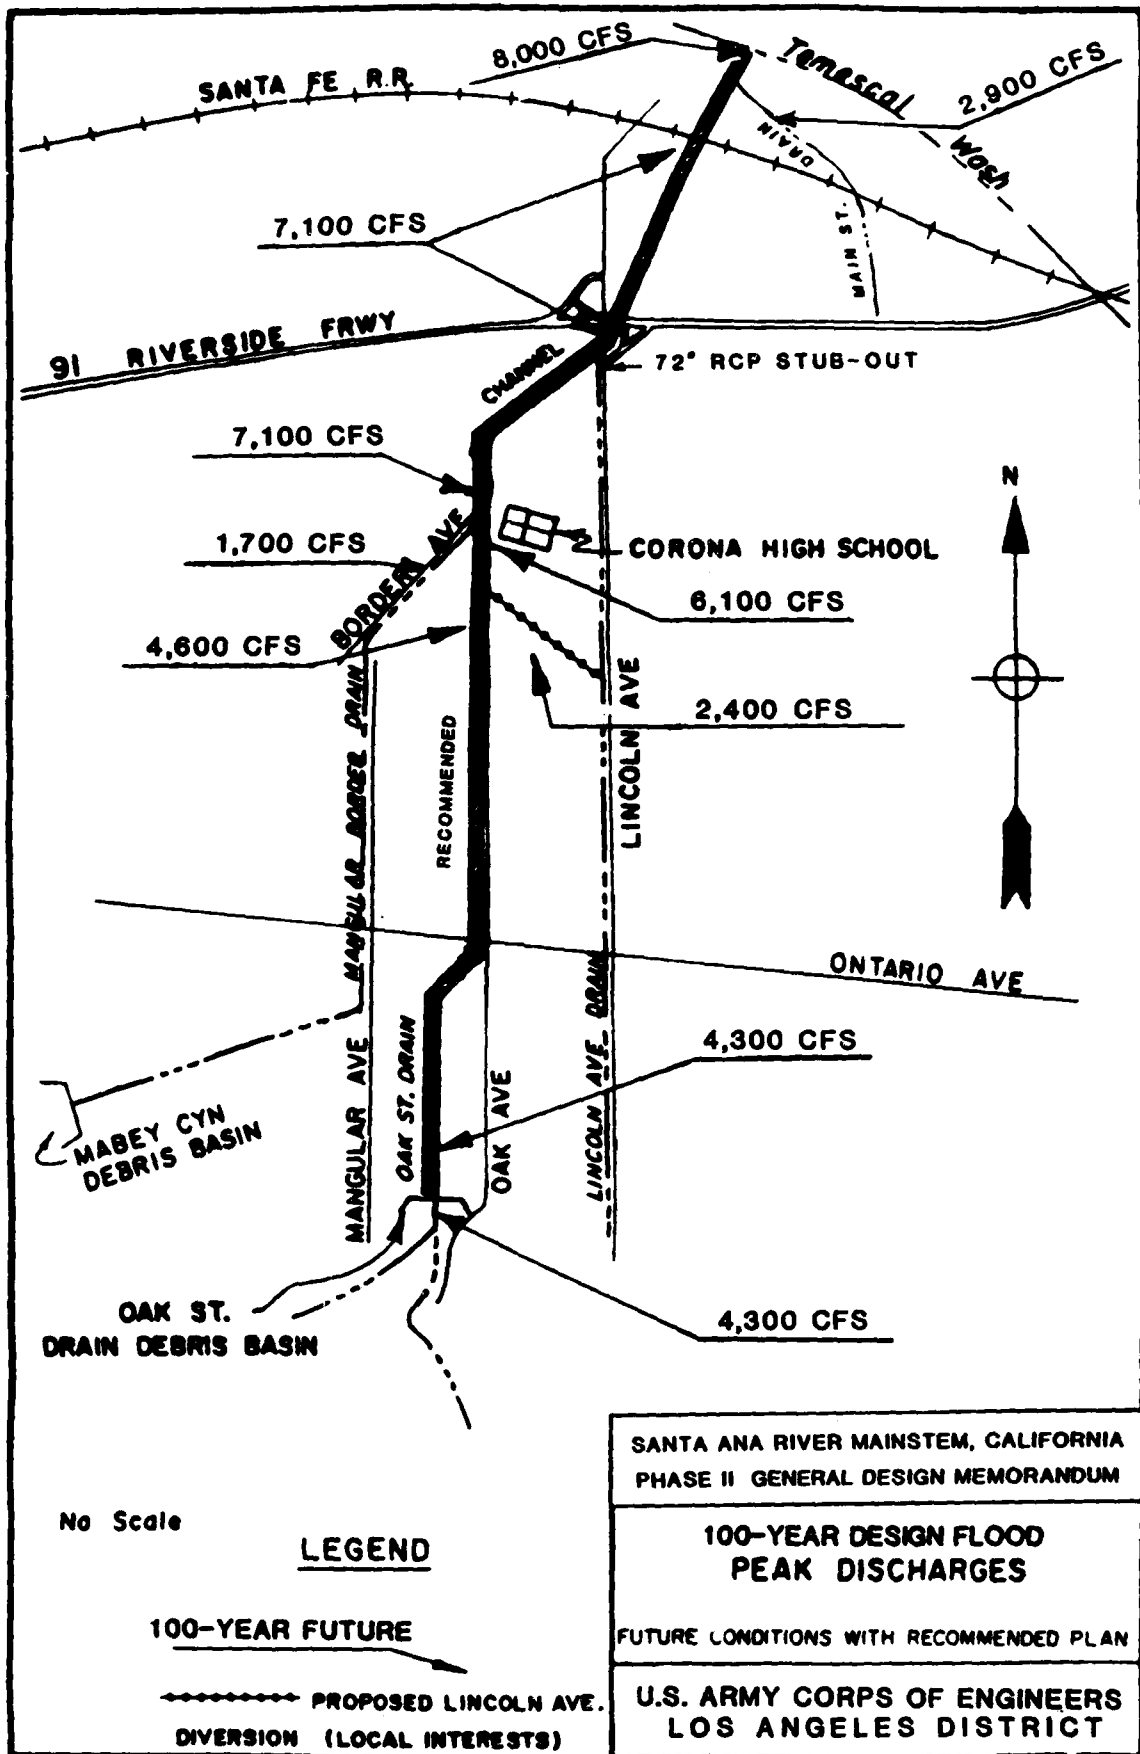 8,000 CFS
Temescal
Wash
2,900 CFS
SANTA FE R.R.
DRAIN
MAIN ST.
7,100 CFS
91 RIVERSIDE FRWY
CHANNEL
72" RCP STUB-OUT
7,100 CFS
N
1,700 CFS
BORDER AVE
CORONA HIGH SCHOOL
6,100 CFS
4,600 CFS
2,400 CFS
LINCOLN AVE
RECOMMENDED
MANGULAR BORDER DRAIN
ONTARIO AVE
LINCOLN AVE DRAIN
4,300 CFS
MABEY CYN
DEBRIS BASIN
MANGULAR AVE
OAK ST. DRAIN
OAK AVE
OAK ST.
DRAIN DEBRIS BASIN
4,300 CFS
No Scale
LEGEND
100-YEAR FUTURE
PROPOSED LINCOLN AVE.
DIVERSION (LOCAL INTERESTS)
SANTA ANA RIVER MAINSTEM, CALIFORNIA
PHASE II GENERAL DESIGN MEMORANDUM
100-YEAR DESIGN FLOOD
PEAK DISCHARGES
FUTURE CONDITIONS WITH RECOMMENDED PLAN
U.S. ARMY CORPS OF ENGINEERS
LOS ANGELES DISTRICT